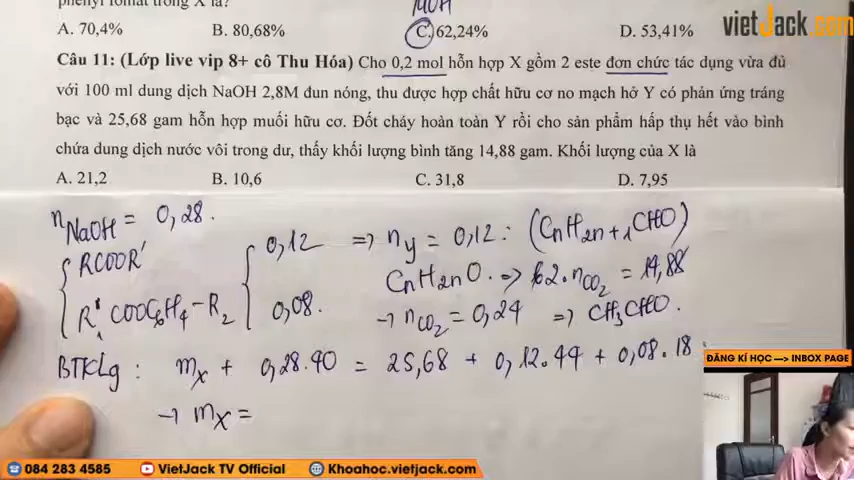 phenyl fomat trong X là?
MOH
A. 70,4% B. 80,68% C. 62,24% D. 53,41%
vietJack.com
Câu 11: (Lớp live vip 8+ cô Thu Hóa) Cho 0,2 mol hỗn hợp X gồm 2 este đơn chức tác dụng vừa đủ
với 100 ml dung dịch NaOH 2,8M đun nóng, thu được hợp chất hữu cơ no mạch hở Y có phản ứng tráng
bạc và 25,68 gam hỗn hợp muối hữu cơ. Đốt cháy hoàn toàn Y rồi cho sản phẩm hấp thụ hết vào bình
chứa dung dịch nước vôi trong dư, thấy khối lượng bình tăng 14,88 gam. Khối lượng của X là
A. 21,2 B. 10,6 C. 31,8 D. 7,95
nNaOH = 0,28.
RCOOR' 0,12 => nY = 0,12 : (CnH2n+1CHO)
CnH2nO. => 62.nCO2 = 14,88
R1COOC6H4-R2 0,08. → nCO2 = 0,24 => CH3CHO.
BTKLg : mX + 0,28.40 = 25,68 + 0,12.44 + 0,08.18
→ mX =
ĐĂNG KÍ HỌC —> INBOX PAGE
084 283 4585 VietJack TV Official Khoahoc.vietjack.com